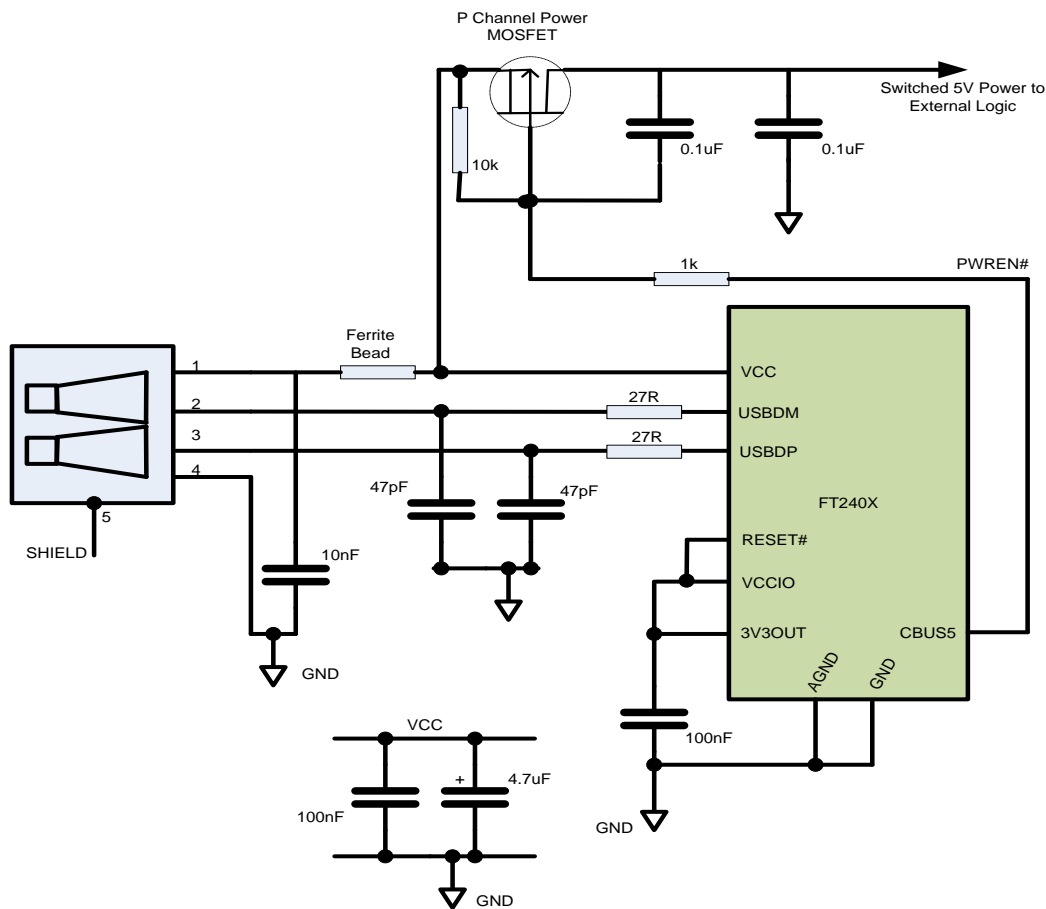 P Channel Power
MOSFET
Switched 5V Power to
External Logic
10k
0.1uF
0.1uF
1k
PWREN#
Ferrite
Bead
1
2
3
4
5
SHIELD
27R
27R
VCC
USBDM
USBDP
47pF
47pF
FT240X
10nF
RESET#
VCCIO
3V3OUT
CBUS5
AGND
GND
GND
100nF
VCC
+
4.7uF
100nF
GND
GND